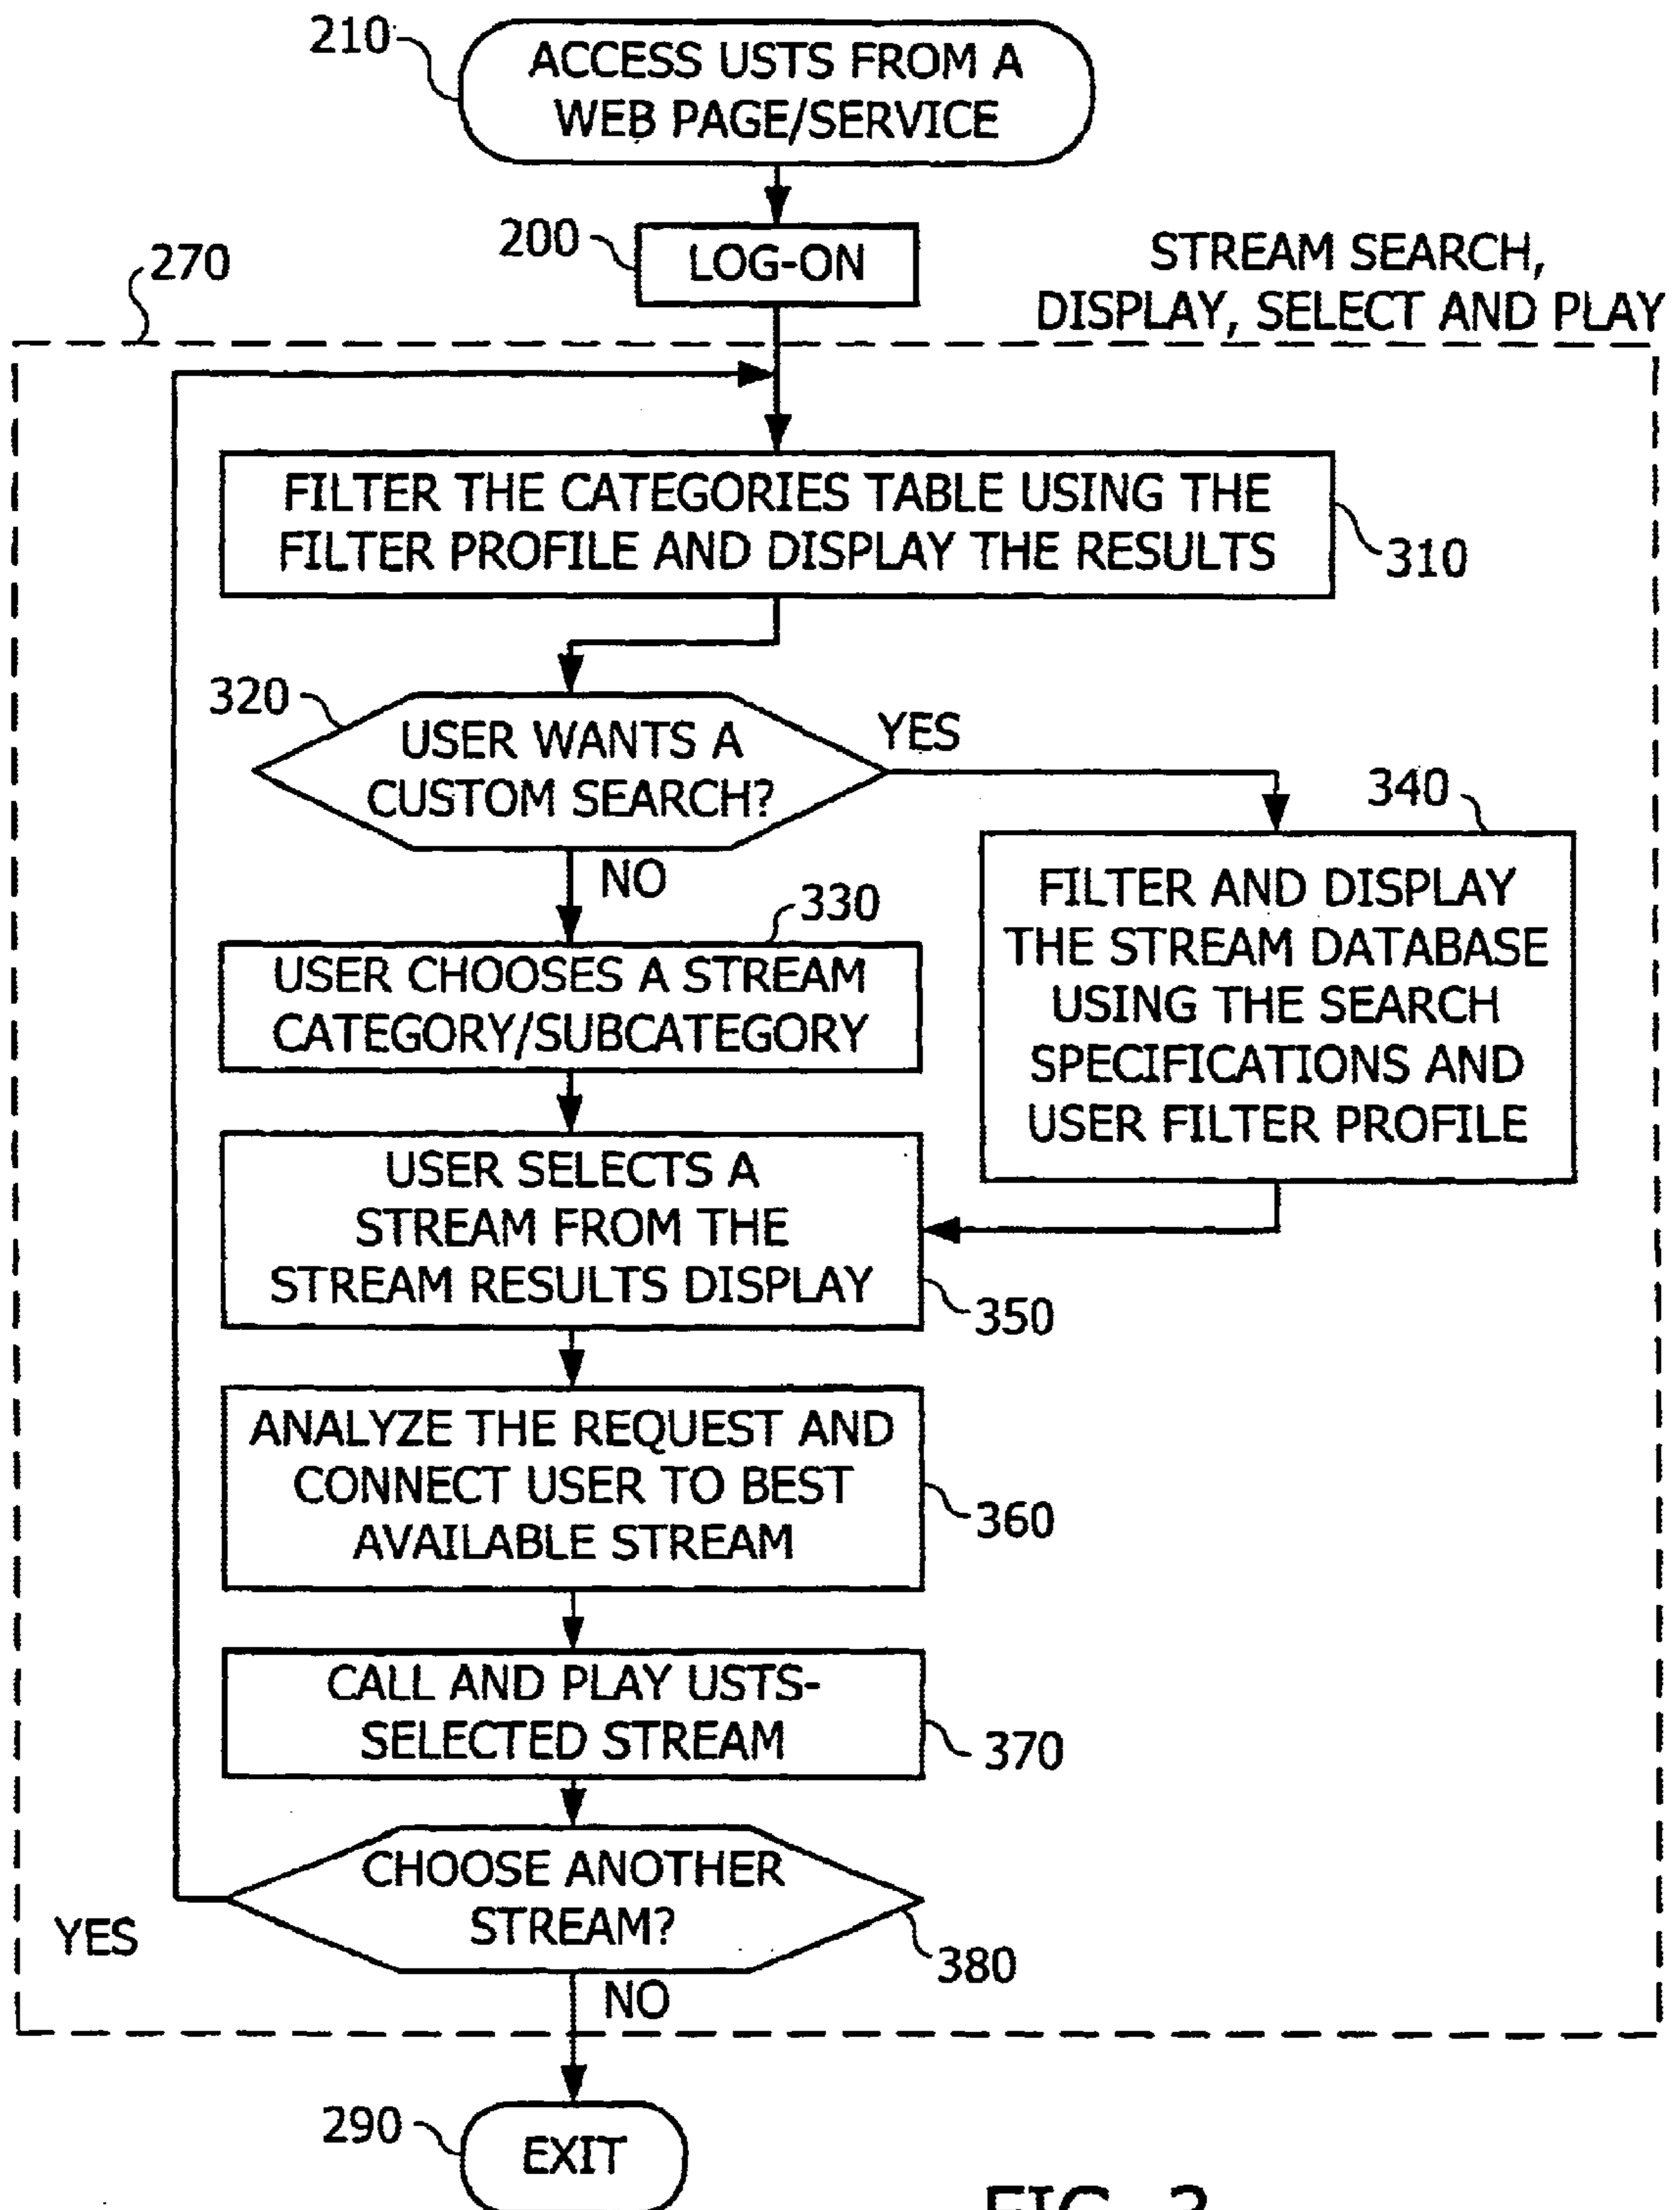 210
ACCESS USTS FROM A
WEB PAGE/SERVICE
200
LOG-ON
270
STREAM SEARCH,
DISPLAY, SELECT AND PLAY
FILTER THE CATEGORIES TABLE USING THE
FILTER PROFILE AND DISPLAY THE RESULTS
310
320
USER WANTS A
CUSTOM SEARCH?
YES
NO
340
FILTER AND DISPLAY
THE STREAM DATABASE
USING THE SEARCH
SPECIFICATIONS AND
USER FILTER PROFILE
330
USER CHOOSES A STREAM
CATEGORY/SUBCATEGORY
USER SELECTS A
STREAM FROM THE
STREAM RESULTS DISPLAY
350
ANALYZE THE REQUEST AND
CONNECT USER TO BEST
AVAILABLE STREAM
360
CALL AND PLAY USTS-
SELECTED STREAM
370
CHOOSE ANOTHER
STREAM?
380
YES
NO
290
EXIT